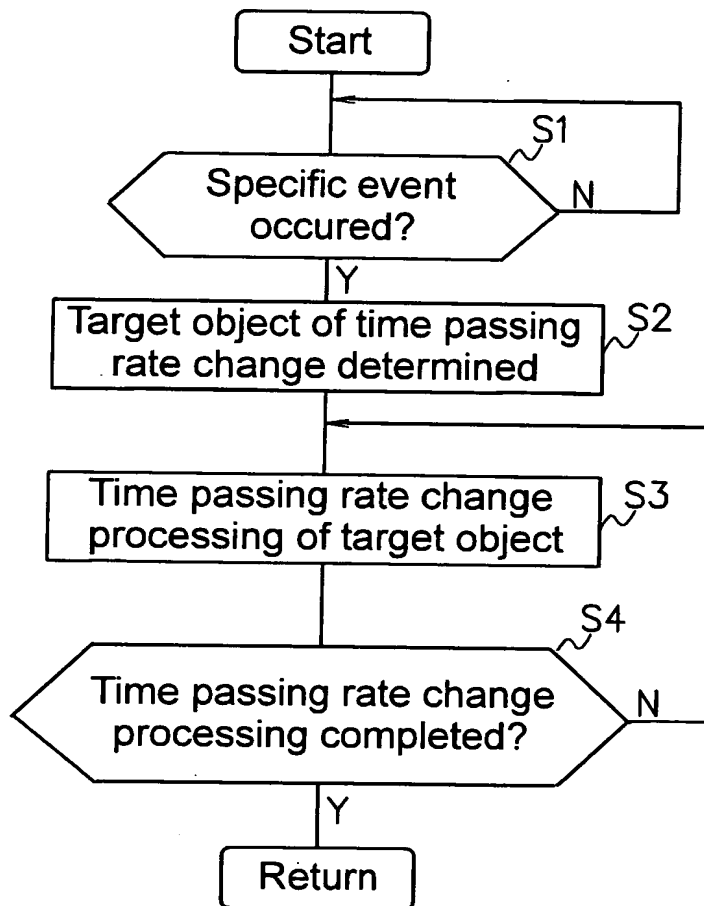 Start
S1
Specific event
occured?
N
Y
Target object of time passing
rate change determined
S2
Time passing rate change
processing of target object
S3
S4
Time passing rate change
processing completed?
N
Y
Return